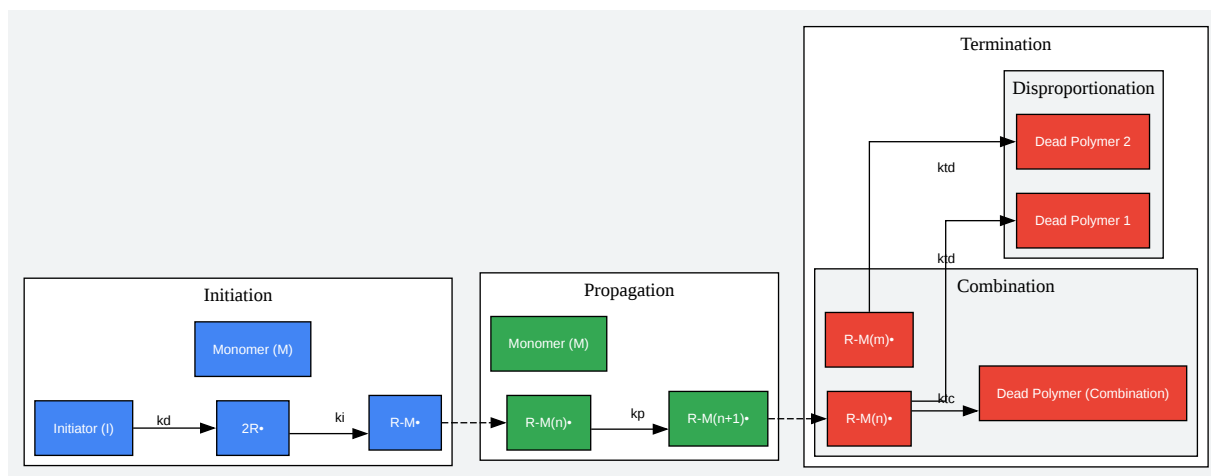 Termination
Disproportionation
Dead Polymer 2
ktd
Dead Polymer 1
ktd
Initiation
Monomer (M)
Initiator (I)
kd
2R•
ki
R-M•
Propagation
Monomer (M)
R-M(n)•
kp
R-M(n+1)•
Combination
R-M(m)•
R-M(n)•
ktc
Dead Polymer (Combination)